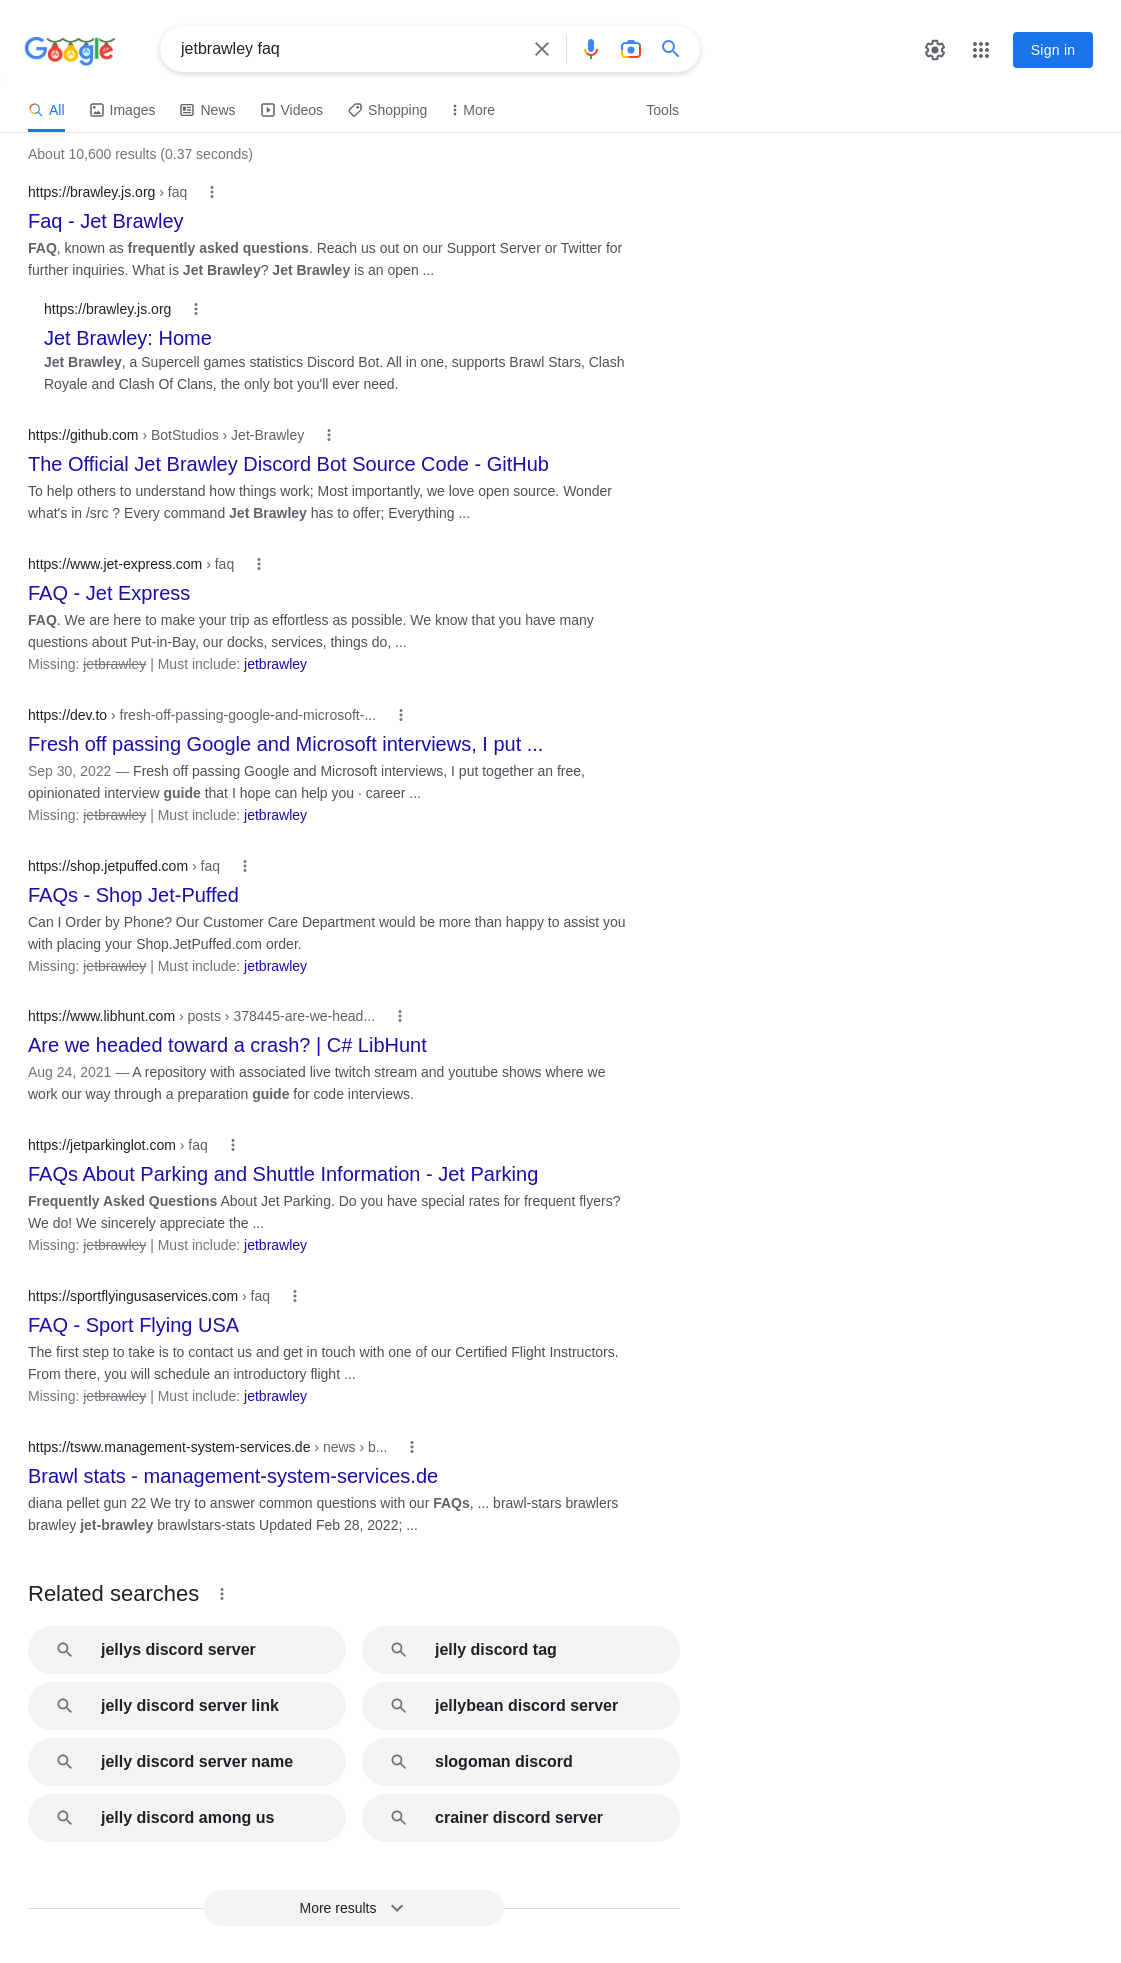 Google
jetbrawley faq
Sign in
All
Images
News
Videos
Shopping
More
Tools
About 10,600 results (0.37 seconds)
https://brawley.js.org › faq
Faq - Jet Brawley
FAQ, known as frequently asked questions. Reach us out on our Support Server or Twitter for
further inquiries. What is Jet Brawley? Jet Brawley is an open ...
https://brawley.js.org
Jet Brawley: Home
Jet Brawley, a Supercell games statistics Discord Bot. All in one, supports Brawl Stars, Clash
Royale and Clash Of Clans, the only bot you'll ever need.
https://github.com › BotStudios › Jet-Brawley
The Official Jet Brawley Discord Bot Source Code - GitHub
To help others to understand how things work; Most importantly, we love open source. Wonder
what's in /src ? Every command Jet Brawley has to offer; Everything ...
https://www.jet-express.com › faq
FAQ - Jet Express
FAQ. We are here to make your trip as effortless as possible. We know that you have many
questions about Put-in-Bay, our docks, services, things do, ...
Missing: jetbrawley | Must include: jetbrawley
https://dev.to › fresh-off-passing-google-and-microsoft-...
Fresh off passing Google and Microsoft interviews, I put ...
Sep 30, 2022 — Fresh off passing Google and Microsoft interviews, I put together an free,
opinionated interview guide that I hope can help you · career ...
Missing: jetbrawley | Must include: jetbrawley
https://shop.jetpuffed.com › faq
FAQs - Shop Jet-Puffed
Can I Order by Phone? Our Customer Care Department would be more than happy to assist you
with placing your Shop.JetPuffed.com order.
Missing: jetbrawley | Must include: jetbrawley
https://www.libhunt.com › posts › 378445-are-we-head...
Are we headed toward a crash? | C# LibHunt
Aug 24, 2021 — A repository with associated live twitch stream and youtube shows where we
work our way through a preparation guide for code interviews.
https://jetparkinglot.com › faq
FAQs About Parking and Shuttle Information - Jet Parking
Frequently Asked Questions About Jet Parking. Do you have special rates for frequent flyers?
We do! We sincerely appreciate the ...
Missing: jetbrawley | Must include: jetbrawley
https://sportflyingusaservices.com › faq
FAQ - Sport Flying USA
The first step to take is to contact us and get in touch with one of our Certified Flight Instructors.
From there, you will schedule an introductory flight ...
Missing: jetbrawley | Must include: jetbrawley
https://tsww.management-system-services.de › news › b...
Brawl stats - management-system-services.de
diana pellet gun 22 We try to answer common questions with our FAQs, ... brawl-stars brawlers
brawley jet-brawley brawlstars-stats Updated Feb 28, 2022; ...
Related searches
jellys discord server
jelly discord tag
jelly discord server link
jellybean discord server
jelly discord server name
slogoman discord
jelly discord among us
crainer discord server
More results